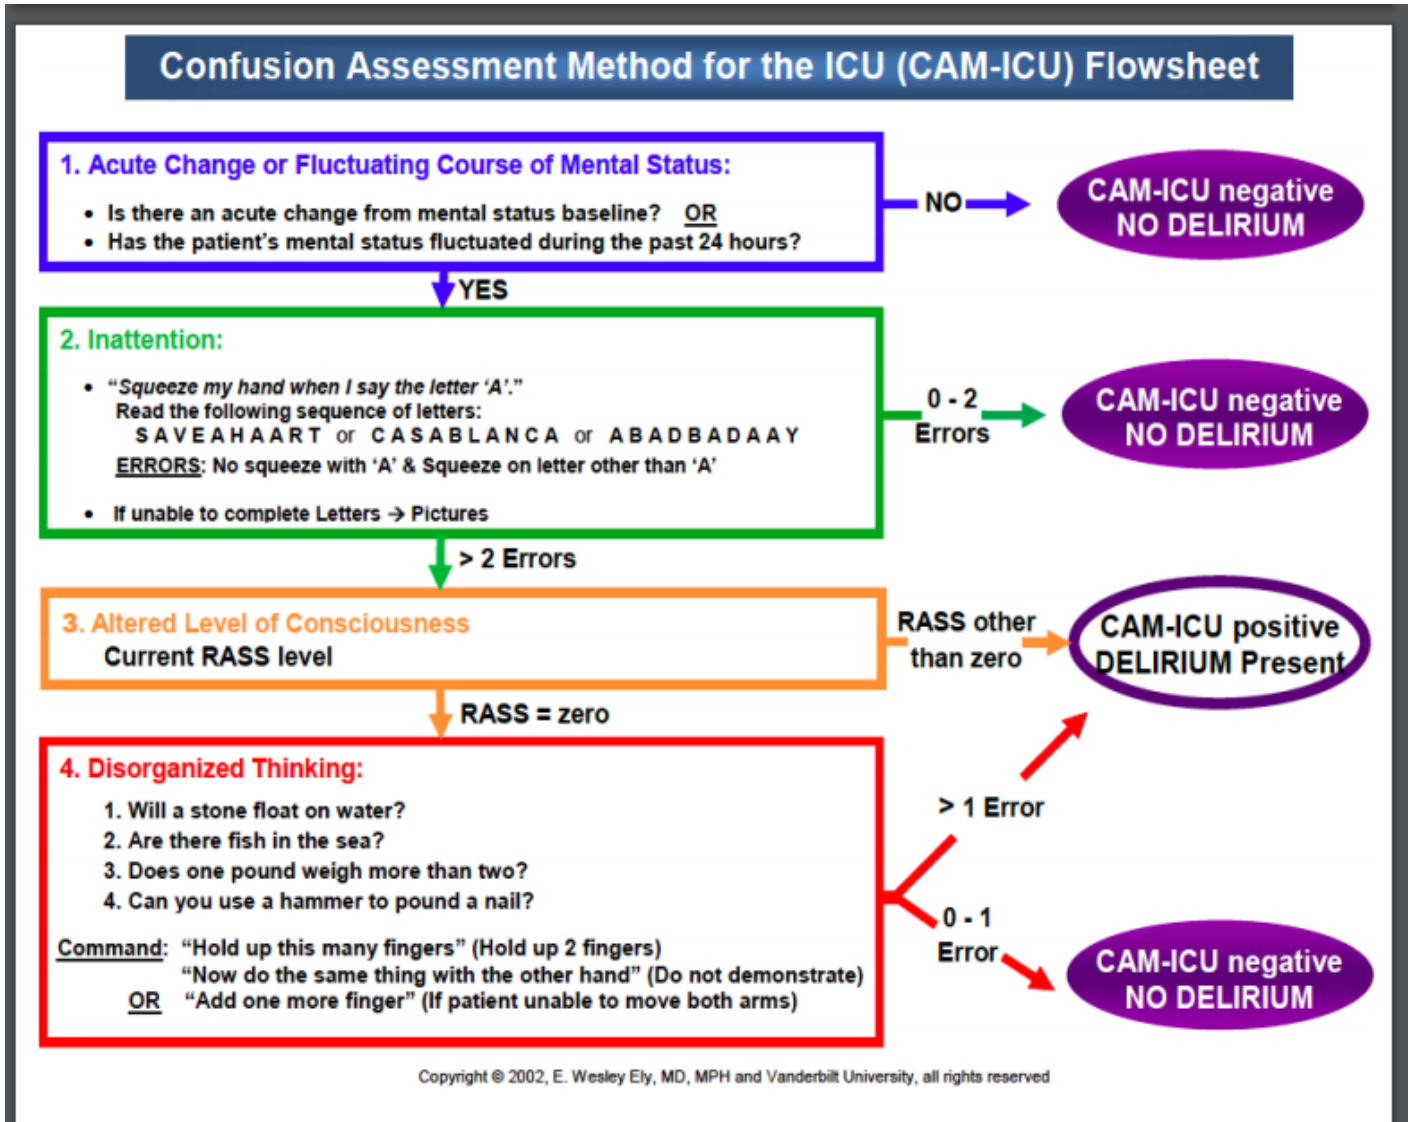 Confusion Assessment Method for the ICU (CAM-ICU) Flowsheet
1. Acute Change or Fluctuating Course of Mental Status:
• Is there an acute change from mental status baseline? OR
• Has the patient's mental status fluctuated during the past 24 hours?
NO
CAM-ICU negative
NO DELIRIUM
YES
2. Inattention:
• "Squeeze my hand when I say the letter 'A'."
Read the following sequence of letters:
S A V E A H A A R T or C A S A B L A N C A or A B A D B A D A A Y
ERRORS: No squeeze with 'A' & Squeeze on letter other than 'A'
• If unable to complete Letters → Pictures
0 - 2
Errors
CAM-ICU negative
NO DELIRIUM
> 2 Errors
3. Altered Level of Consciousness
Current RASS level
RASS other
than zero
CAM-ICU positive
DELIRIUM Present
RASS = zero
4. Disorganized Thinking:
1. Will a stone float on water?
2. Are there fish in the sea?
3. Does one pound weigh more than two?
4. Can you use a hammer to pound a nail?
Command: "Hold up this many fingers" (Hold up 2 fingers)
"Now do the same thing with the other hand" (Do not demonstrate)
OR "Add one more finger" (If patient unable to move both arms)
> 1 Error
0 - 1
Error
CAM-ICU negative
NO DELIRIUM
Copyright © 2002, E. Wesley Ely, MD, MPH and Vanderbilt University, all rights reserved